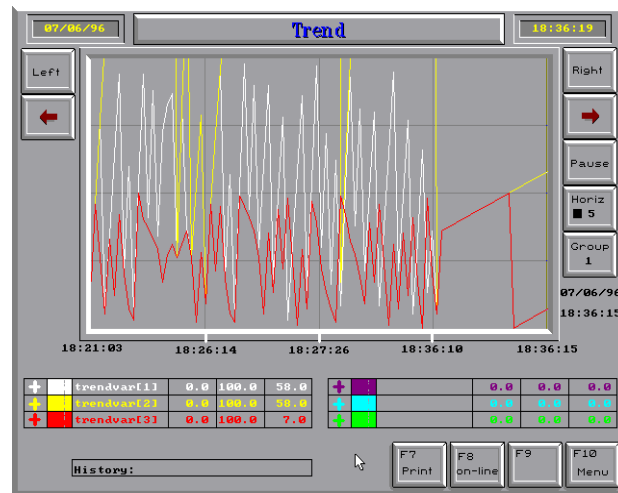 07/06/96 Trend 18:36:19
Left Right
Pause
Horiz
5
Group
1
07/06/96
18:36:15
18:21:03 18:26:14 18:27:26 18:36:10 18:36:15
trendvar[1] 0.0 100.0 58.0 0.0 0.0 0.0
trendvar[2] 0.0 100.0 58.0 0.0 0.0 0.0
trendvar[3] 0.0 100.0 7.0 0.0 0.0 0.0
F7 F8 F9 F10
Print on-line Menu
History: